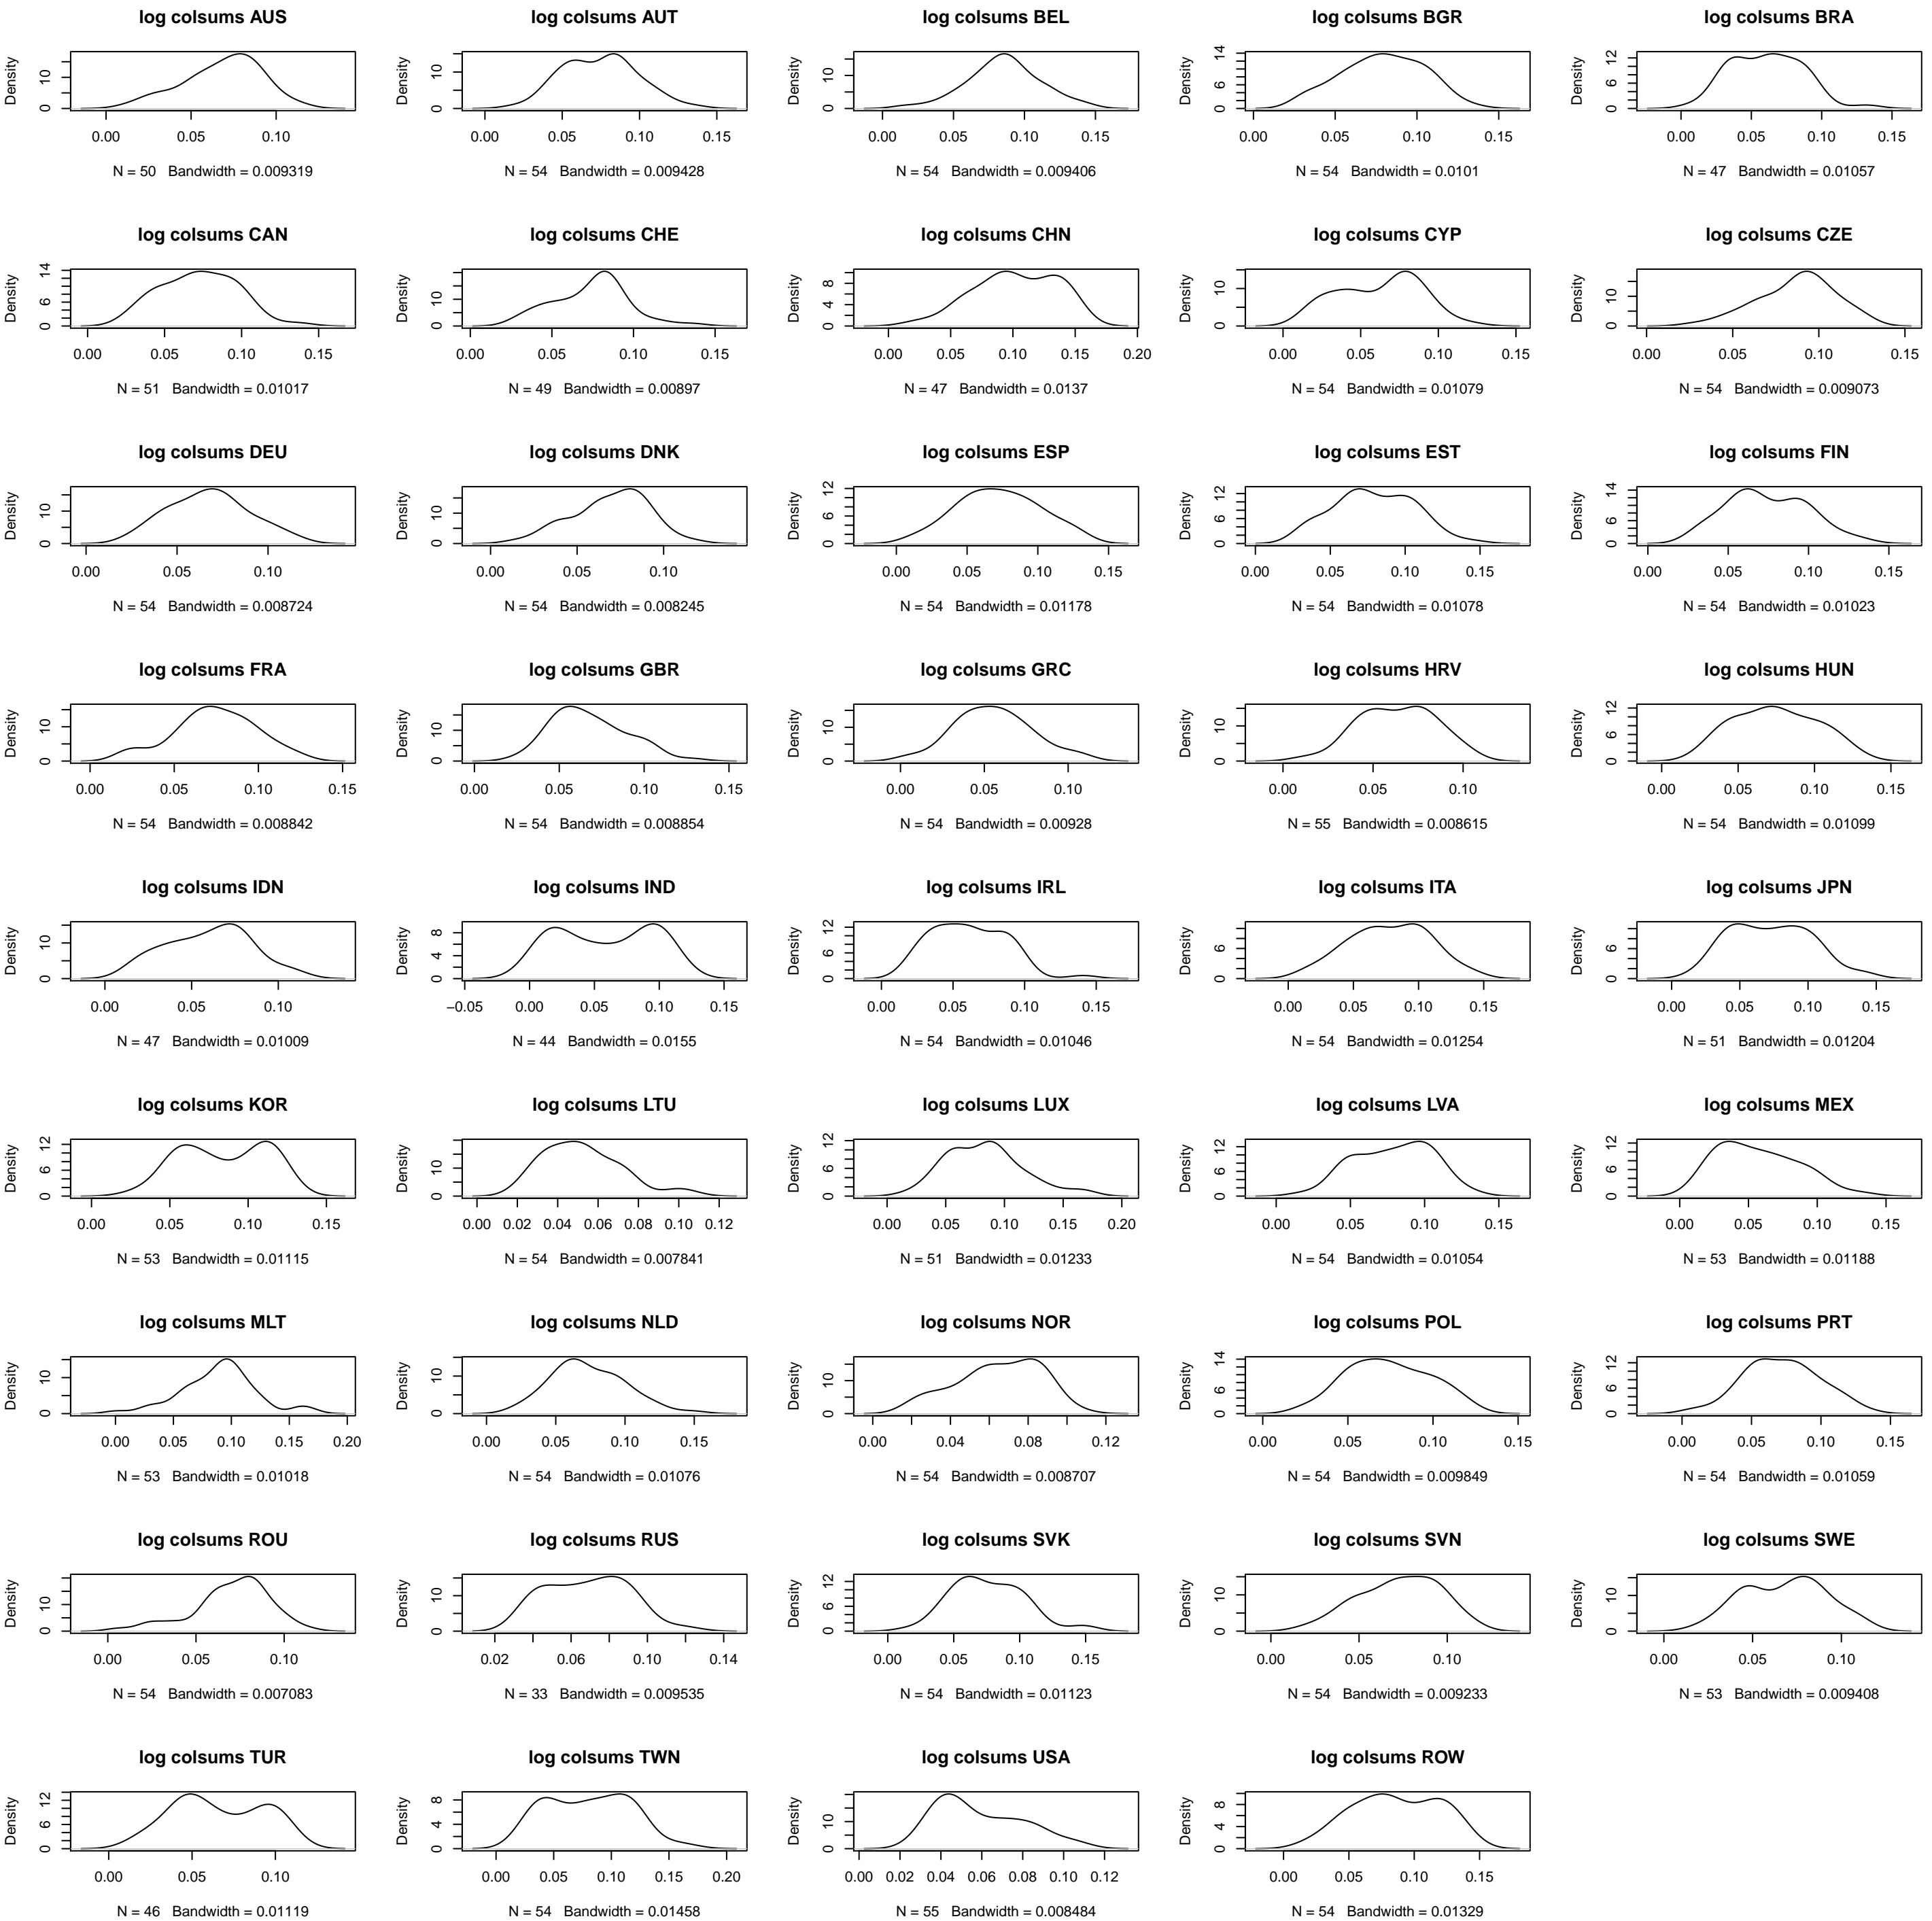 log colsums AUS log colsums AUT log colsums BEL log colsums BGR log colsums BRA
Density 0 10 Density 0 10 Density 0 10 Density 0 6 14 Density 0 6 12
0.00 0.05 0.10 0.00 0.05 0.10 0.15 0.00 0.05 0.10 0.15 0.00 0.05 0.10 0.15 0.00 0.05 0.10 0.15
N = 50 Bandwidth = 0.009319 N = 54 Bandwidth = 0.009428 N = 54 Bandwidth = 0.009406 N = 54 Bandwidth = 0.0101 N = 47 Bandwidth = 0.01057
log colsums CAN log colsums CHE log colsums CHN log colsums CYP log colsums CZE
Density 0 6 14 Density 0 10 Density 0 4 8 Density 0 10 Density 0 10
0.00 0.05 0.10 0.15 0.00 0.05 0.10 0.15 0.00 0.05 0.10 0.15 0.20 0.00 0.05 0.10 0.15 0.00 0.05 0.10 0.15
N = 51 Bandwidth = 0.01017 N = 49 Bandwidth = 0.00897 N = 47 Bandwidth = 0.0137 N = 54 Bandwidth = 0.01079 N = 54 Bandwidth = 0.009073
log colsums DEU log colsums DNK log colsums ESP log colsums EST log colsums FIN
Density 0 10 Density 0 10 Density 0 6 12 Density 0 6 12 Density 0 6 14
0.00 0.05 0.10 0.00 0.05 0.10 0.00 0.05 0.10 0.15 0.00 0.05 0.10 0.15 0.00 0.05 0.10 0.15
N = 54 Bandwidth = 0.008724 N = 54 Bandwidth = 0.008245 N = 54 Bandwidth = 0.01178 N = 54 Bandwidth = 0.01078 N = 54 Bandwidth = 0.01023
log colsums FRA log colsums GBR log colsums GRC log colsums HRV log colsums HUN
Density 0 10 Density 0 10 Density 0 10 Density 0 10 Density 0 6 12
0.00 0.05 0.10 0.15 0.00 0.05 0.10 0.15 0.00 0.05 0.10 0.00 0.05 0.10 0.00 0.05 0.10 0.15
N = 54 Bandwidth = 0.008842 N = 54 Bandwidth = 0.008854 N = 54 Bandwidth = 0.00928 N = 55 Bandwidth = 0.008615 N = 54 Bandwidth = 0.01099
log colsums IDN log colsums IND log colsums IRL log colsums ITA log colsums JPN
Density 0 10 Density 0 4 8 Density 0 6 12 Density 0 6 Density 0 6
0.00 0.05 0.10 −0.05 0.00 0.05 0.10 0.15 0.00 0.05 0.10 0.15 0.00 0.05 0.10 0.15 0.00 0.05 0.10 0.15
N = 47 Bandwidth = 0.01009 N = 44 Bandwidth = 0.0155 N = 54 Bandwidth = 0.01046 N = 54 Bandwidth = 0.01254 N = 51 Bandwidth = 0.01204
log colsums KOR log colsums LTU log colsums LUX log colsums LVA log colsums MEX
Density 0 6 12 Density 0 10 Density 0 6 12 Density 0 6 12 Density 0 6 12
0.00 0.05 0.10 0.15 0.00 0.02 0.04 0.06 0.08 0.10 0.12 0.00 0.05 0.10 0.15 0.20 0.00 0.05 0.10 0.15 0.00 0.05 0.10 0.15
N = 53 Bandwidth = 0.01115 N = 54 Bandwidth = 0.007841 N = 51 Bandwidth = 0.01233 N = 54 Bandwidth = 0.01054 N = 53 Bandwidth = 0.01188
log colsums MLT log colsums NLD log colsums NOR log colsums POL log colsums PRT
Density 0 10 Density 0 10 Density 0 10 Density 0 6 14 Density 0 6 12
0.00 0.05 0.10 0.15 0.20 0.00 0.05 0.10 0.15 0.00 0.04 0.08 0.12 0.00 0.05 0.10 0.15 0.00 0.05 0.10 0.15
N = 53 Bandwidth = 0.01018 N = 54 Bandwidth = 0.01076 N = 54 Bandwidth = 0.008707 N = 54 Bandwidth = 0.009849 N = 54 Bandwidth = 0.01059
log colsums ROU log colsums RUS log colsums SVK log colsums SVN log colsums SWE
Density 0 10 Density 0 10 Density 0 6 12 Density 0 10 Density 0 10
0.00 0.05 0.10 0.02 0.06 0.10 0.14 0.00 0.05 0.10 0.15 0.00 0.05 0.10 0.00 0.05 0.10
N = 54 Bandwidth = 0.007083 N = 33 Bandwidth = 0.009535 N = 54 Bandwidth = 0.01123 N = 54 Bandwidth = 0.009233 N = 53 Bandwidth = 0.009408
log colsums TUR log colsums TWN log colsums USA log colsums ROW
Density 0 6 12 Density 0 4 8 Density 0 10 Density 0 4 8
0.00 0.05 0.10 0.00 0.05 0.10 0.15 0.20 0.00 0.02 0.04 0.06 0.08 0.10 0.12 0.00 0.05 0.10 0.15
N = 46 Bandwidth = 0.01119 N = 54 Bandwidth = 0.01458 N = 55 Bandwidth = 0.008484 N = 54 Bandwidth = 0.01329